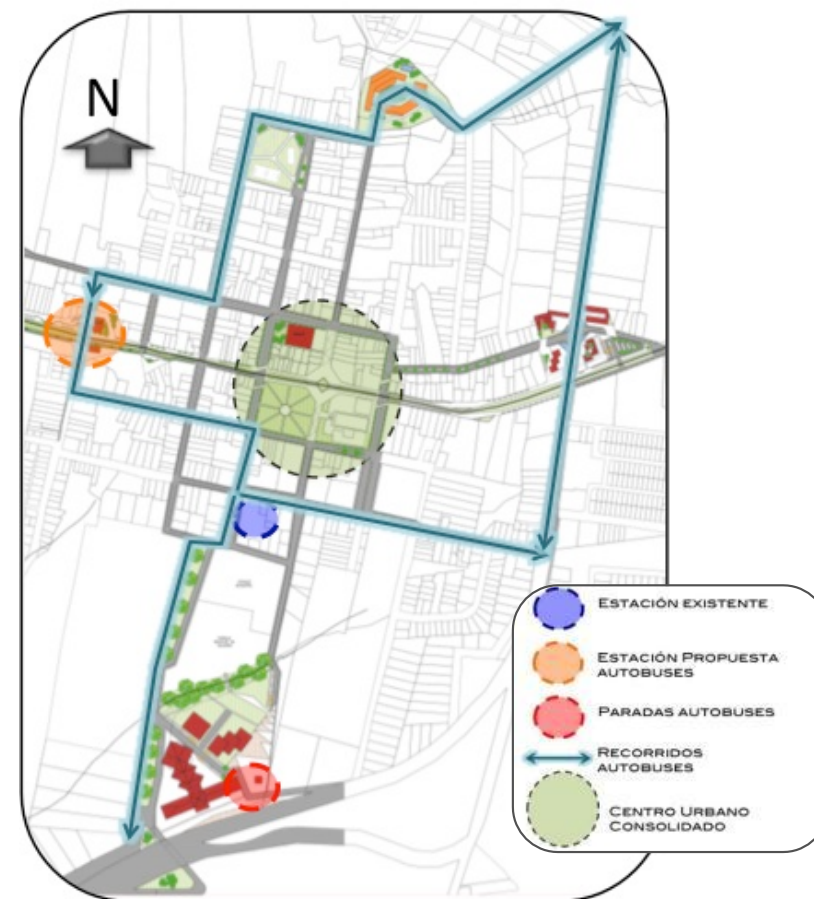 N
ESTACIÓN EXISTENTE
ESTACIÓN PROPUESTA
AUTOBUSES
PARADAS AUTOBUSES
RECORRIDOS
AUTOBUSES
CENTRO URBANO
CONSOLIDADO